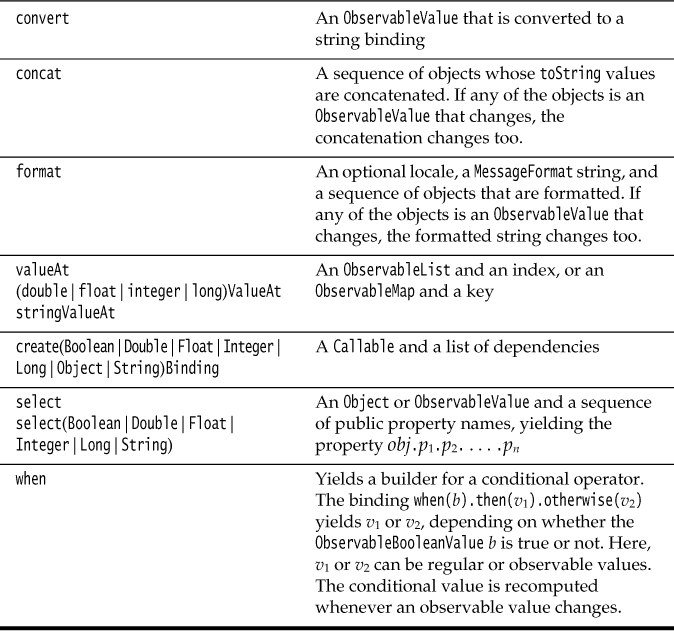 convert An ObservableValue that is converted to a
string binding
concat A sequence of objects whose toString values
are concatenated. If any of the objects is an
ObservableValue that changes, the
concatenation changes too.
format An optional locale, a MessageFormat string, and
a sequence of objects that are formatted. If
any of the objects is an ObservableValue that
changes, the formatted string changes too.
valueAt An ObservableList and an index, or an
(double|float|integer|long)ValueAt ObservableMap and a key
stringValueAt
create(Boolean|Double|Float|Integer| A Callable and a list of dependencies
Long|Object|String)Binding
select An Object or ObservableValue and a sequence
select(Boolean|Double|Float| of public property names, yielding the
Integer|Long|String) property obj.p1.p2. . . . .pn
when Yields a builder for a conditional operator.
The binding when(b).then(v1).otherwise(v2)
yields v1 or v2, depending on whether the
ObservableBooleanValue b is true or not. Here,
v1 or v2 can be regular or observable values.
The conditional value is recomputed
whenever an observable value changes.